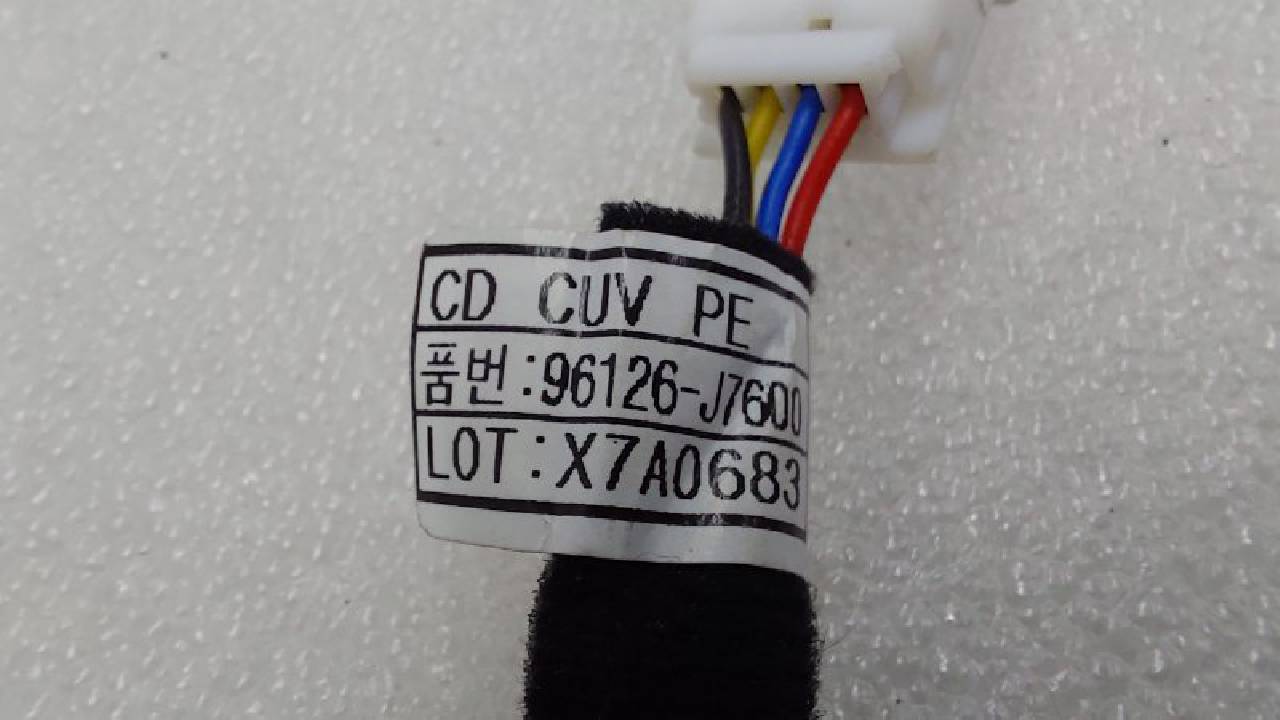 CD CUV PE
품번:96126-J7600
LOT:X7A0683